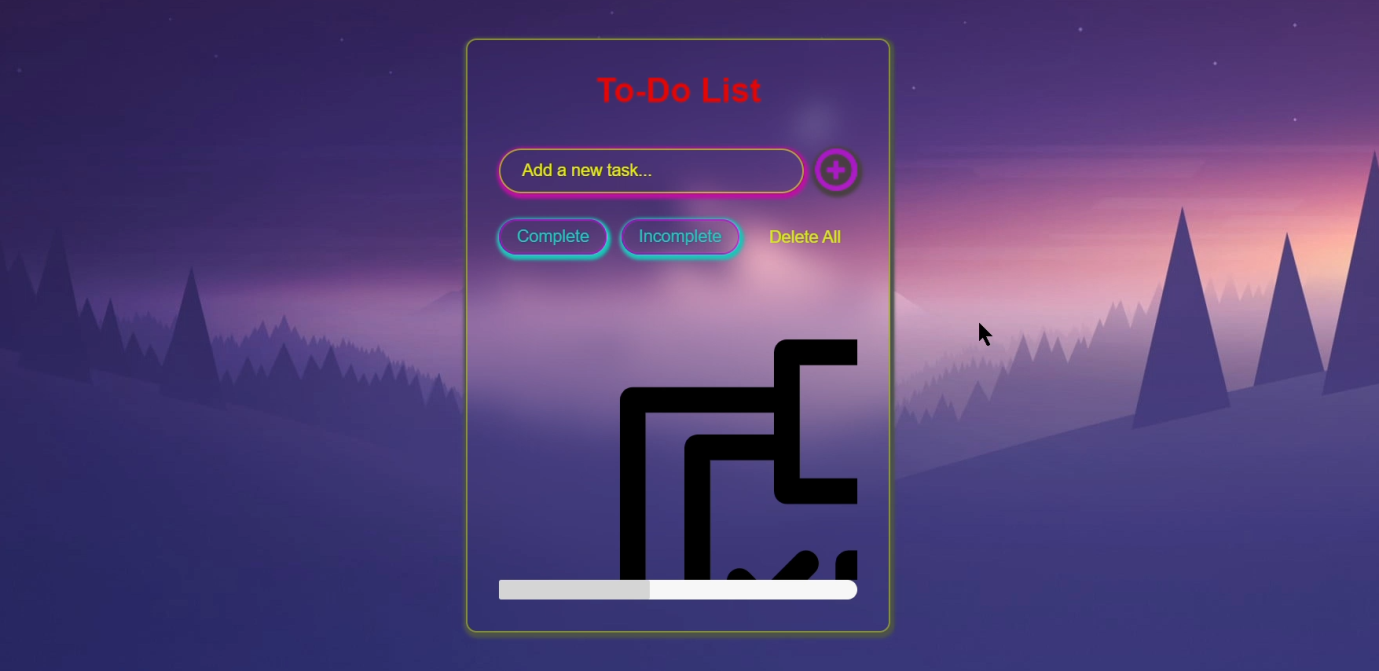 To-Do List
Add a new task...
Complete Incomplete Delete All